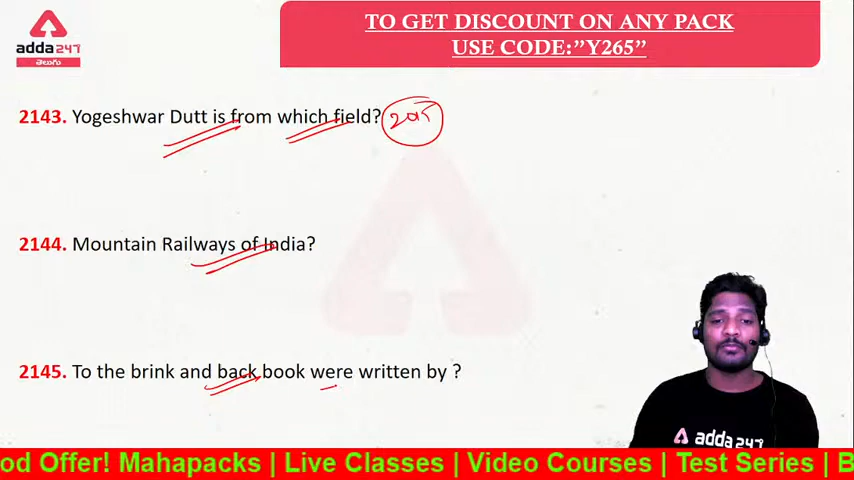 TO GET DISCOUNT ON ANY PACK
USE CODE:”Y265”
adda247
తెలుగు
2143. Yogeshwar Dutt is from which field? 2015
2144. Mountain Railways of India?
2145. To the brink and back book were written by ?
adda247
od Offer! Mahapacks | Live Classes | Video Courses | Test Series | B